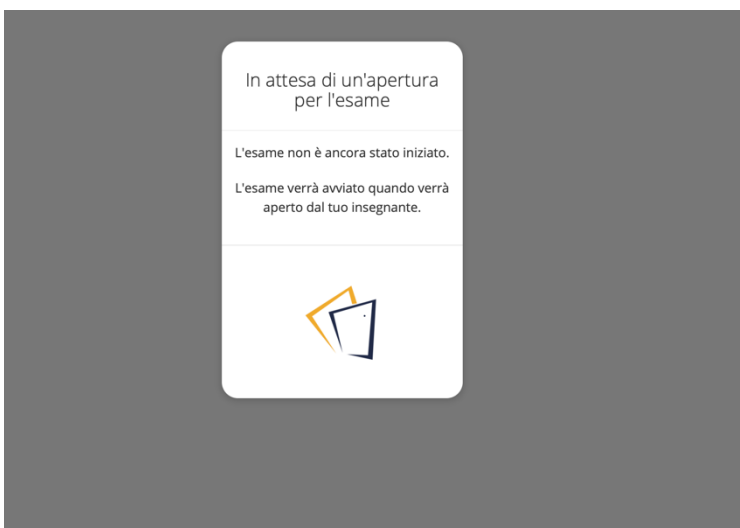 In attesa di un'apertura
per l'esame
L'esame non è ancora stato iniziato.
L'esame verrà avviato quando verrà
aperto dal tuo insegnante.